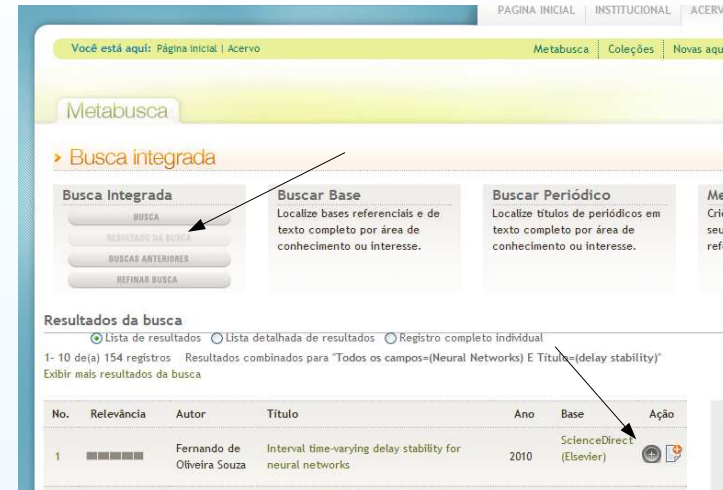 PÁGINA INICIAL INSTITUCIONAL ACERV
Você está aqui: Página inicial | Acervo Metabusca Coleções Novas aqu
Metabusca
Busca integrada
Busca Integrada
BUSCA
RESULTADO DA BUSCA
BUSCAS ANTERIORES
REFINAR BUSCA
Buscar Base
Localize bases referenciais e de
texto completo por área de
conhecimento ou interesse.
Buscar Periódico
Localize títulos de periódicos em
texto completo por área de
conhecimento ou interesse.
Me
Cri
seu
ref
Resultados da busca
Lista de resultados Lista detalhada de resultados Registro completo individual
1- 10 de(a) 154 registros Resultados combinados para "Todos os campos=(Neural Networks) E Título=(delay stability)"
Exibir mais resultados da busca
No. Relevância Autor Título Ano Base Ação
1 Fernando de Oliveira Souza Interval time-varying delay stability for neural networks 2010 ScienceDirect (Elsevier)